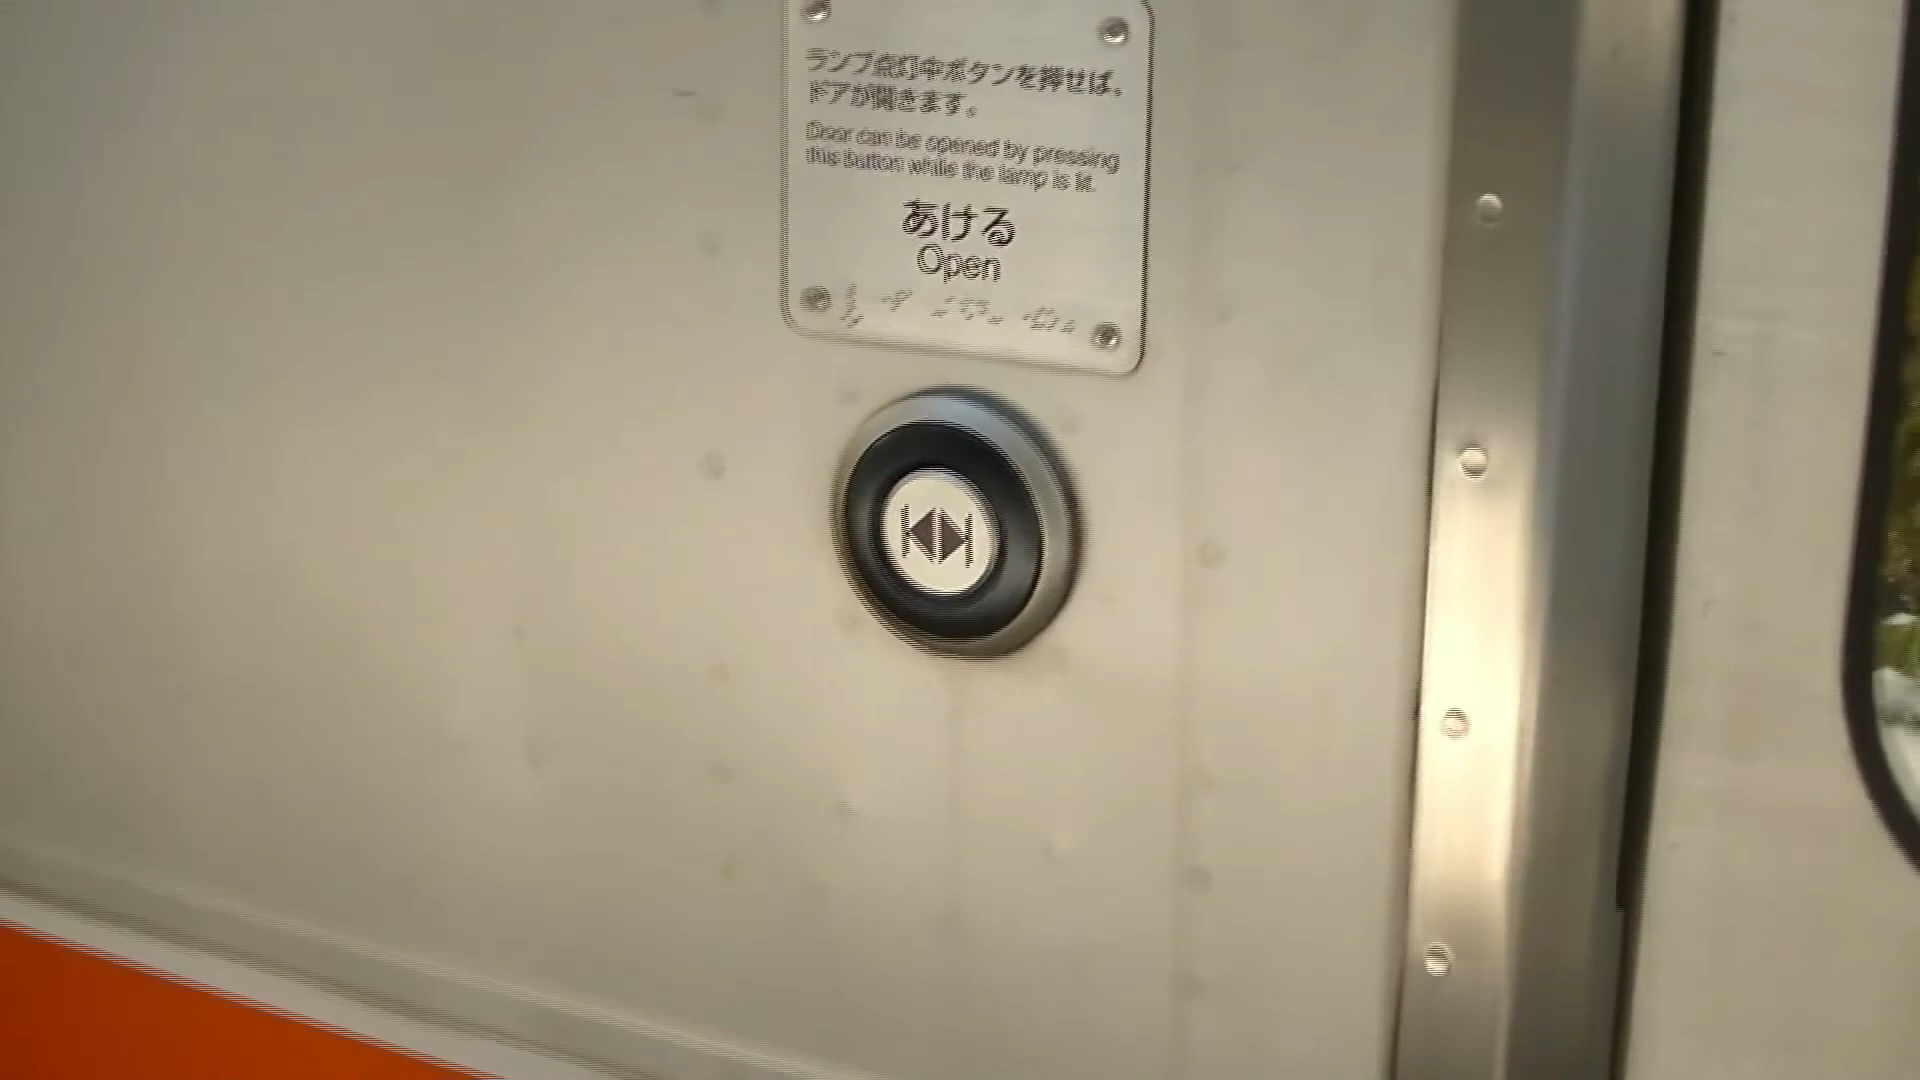 ランプ点灯中ボタンを押せば、
ドアが開きます。
Door can be opened by pressing
this button while the lamp is lit.
あける
Open